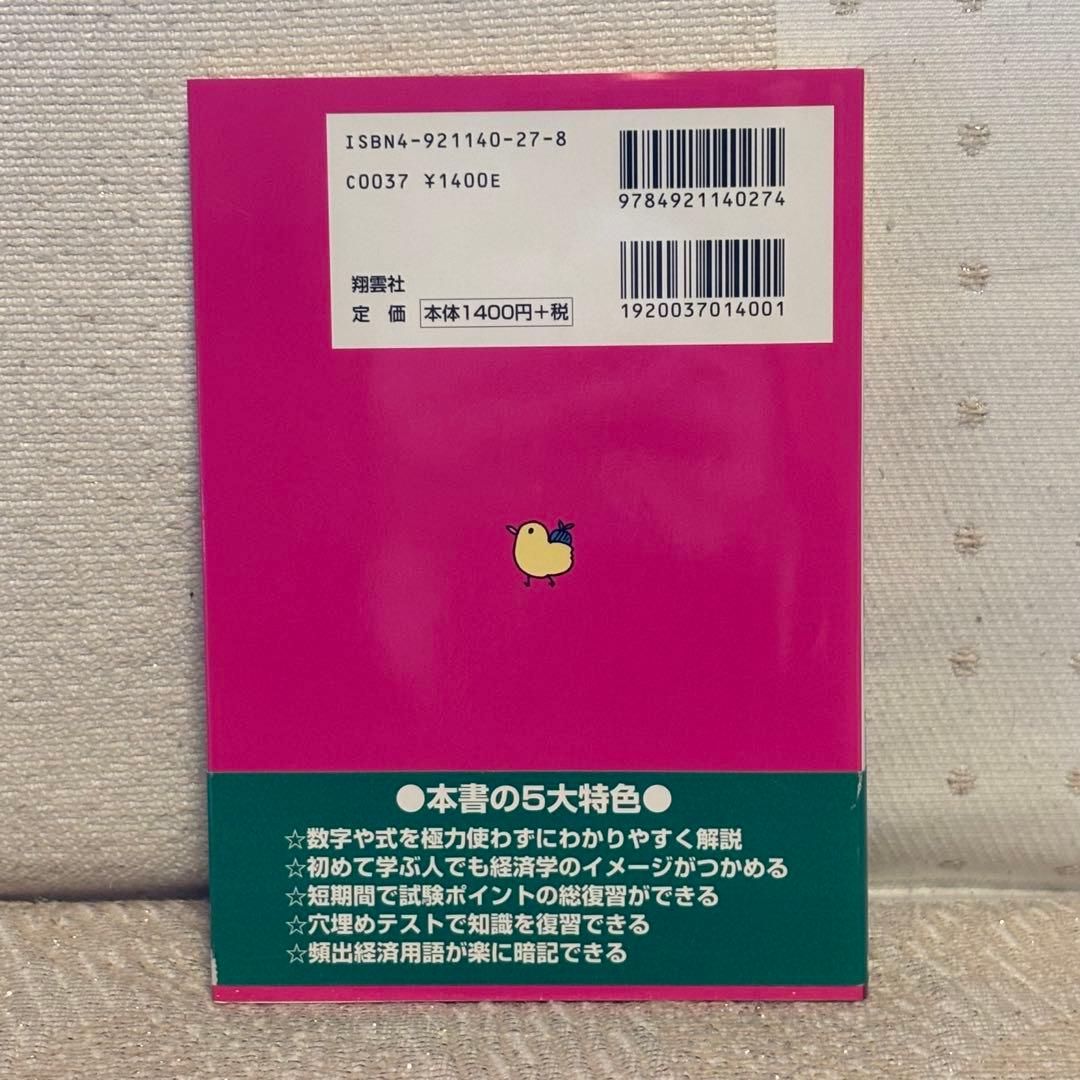 ISBN4-921140-27-8
C0037 ¥1400E
9784921140274
1920037014001
翔雲社
定 価 本体1400円+税
●本書の5大特色●
☆数字や式を極力使わずにわかりやすく解説
☆初めて学ぶ人でも経済学のイメージがつかめる
☆短期間で試験ポイントの総復習ができる
☆穴埋めテストで知識を復習できる
☆頻出経済用語が楽に暗記できる